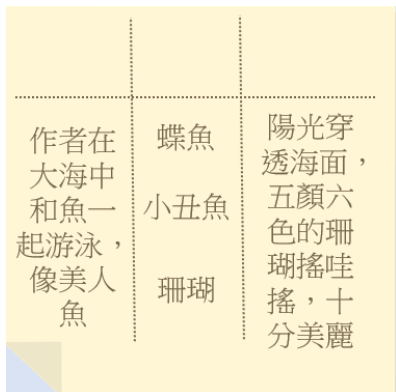 作者在
大海中
和魚一
起游泳，
像美人
魚
蝶魚
小丑魚
珊瑚
陽光穿
透海面，
五顏六
色的珊
瑚搖哇
搖，十
分美麗